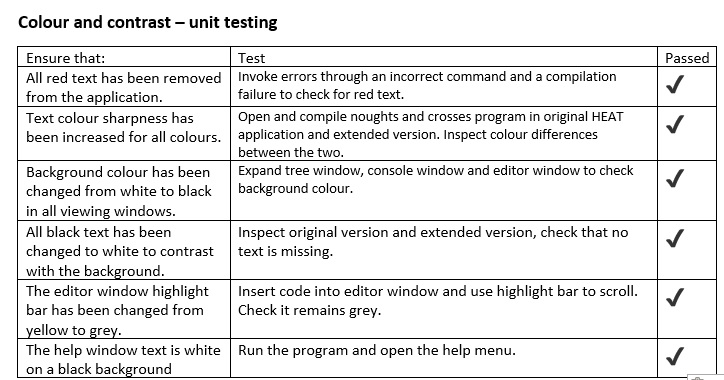 Colour and contrast – unit testing
Ensure that: Test Passed
All red text has been removed
from the application.
Invoke errors through an incorrect command and a compilation
failure to check for red text.
✓
Text colour sharpness has
been increased for all colours.
Open and compile noughts and crosses program in original HEAT
application and extended version. Inspect colour differences
between the two.
✓
Background colour has been
changed from white to black
in all viewing windows.
Expand tree window, console window and editor window to check
background colour.
✓
All black text has been
changed to white to contrast
with the background.
Inspect original version and extended version, check that no
text is missing.
✓
The editor window highlight
bar has been changed from
yellow to grey.
Insert code into editor window and use highlight bar to scroll.
Check it remains grey.
✓
The help window text is white
on a black background
Run the program and open the help menu.
✓